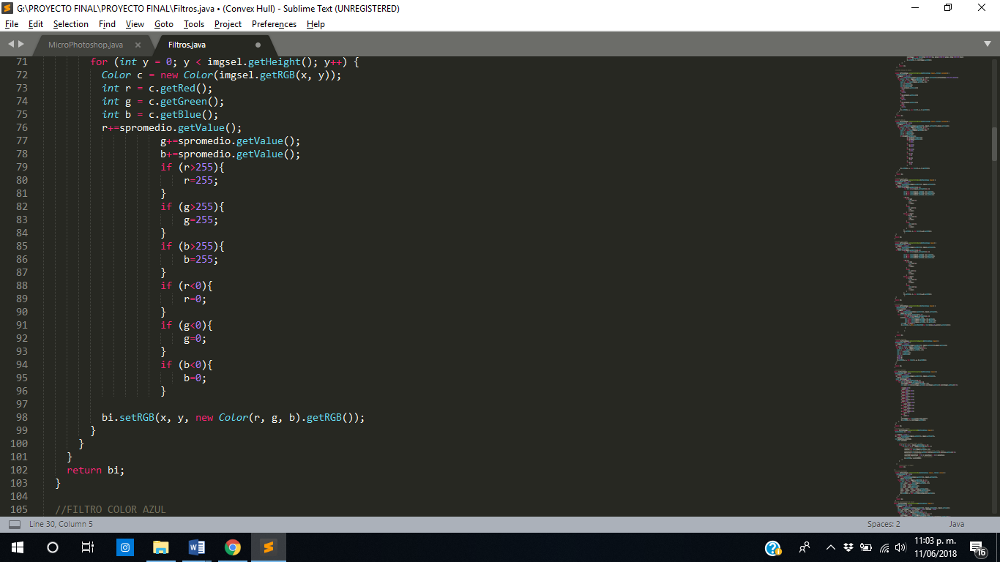 G:\PROYECTO FINAL\PROYECTO FINAL\Filtros.java • (Convex Hull) - Sublime Text (UNREGISTERED)
File Edit Selection Find View Goto Tools Project Preferences Help
MicroPhotoshop.java × Filtros.java
71 for (int y = 0; y < imgsel.getHeight(); y++) {
72 Color c = new Color(imgsel.getRGB(x, y));
73 int r = c.getRed();
74 int g = c.getGreen();
75 int b = c.getBlue();
76 r+=spromedio.getValue();
77 g+=spromedio.getValue();
78 b+=spromedio.getValue();
79 if (r>255){
80 r=255;
81 }
82 if (g>255){
83 g=255;
84 }
85 if (b>255){
86 b=255;
87 }
88 if (r<0){
89 r=0;
90 }
91 if (g<0){
92 g=0;
93 }
94 if (b<0){
95 b=0;
96 }
97
98 bi.setRGB(x, y, new Color(r, g, b).getRGB());
99 }
100 }
101 }
102 return bi;
103 }
104
105 //FILTRO COLOR AZUL
Line 30, Column 5 Spaces: 2 Java
11:03 p. m.
11/06/2018
16